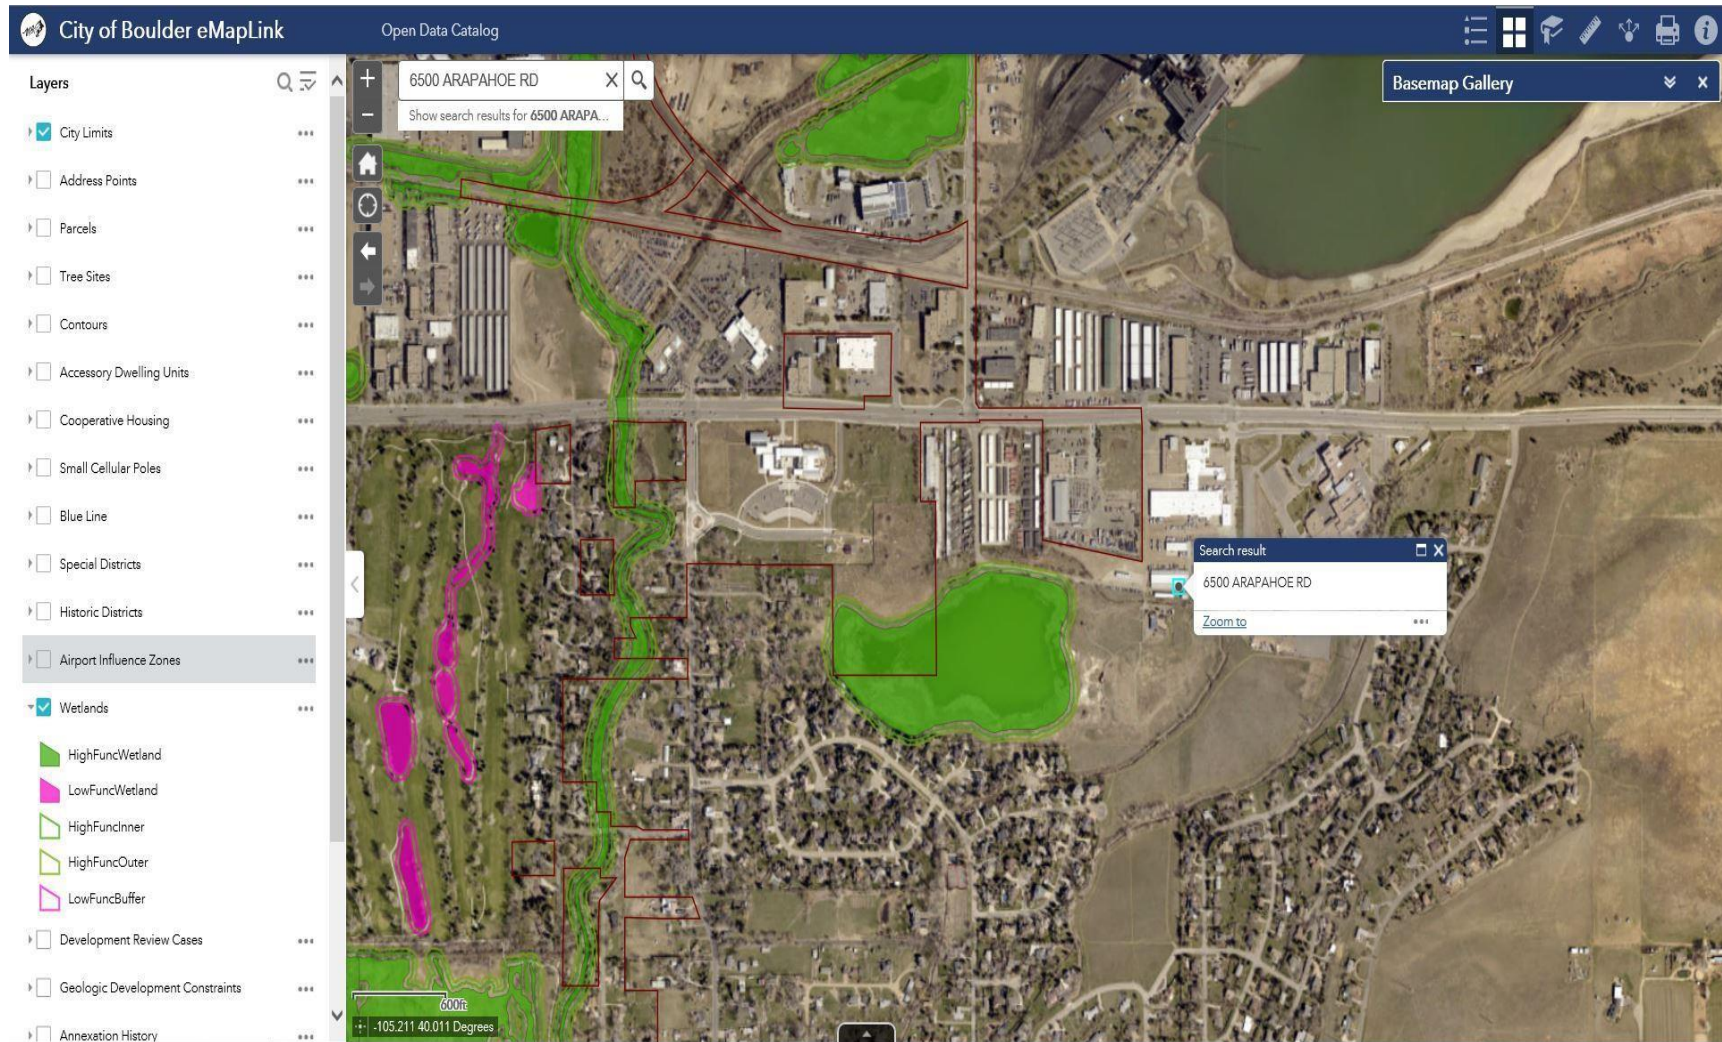 City of Boulder eMapLink
Open Data Catalog
Layers
City Limits
Address Points
Parcels
Tree Sites
Contours
Accessory Dwelling Units
Cooperative Housing
Small Cellular Poles
Blue Line
Special Districts
Historic Districts
Airport Influence Zones
Wetlands
HighFuncWetland
LowFuncWetland
HighFuncInner
HighFuncOuter
LowFuncBuffer
Development Review Cases
Geologic Development Constraints
Annexation History
6500 ARAPAHOE RD
Show search results for 6500 ARAPA...
Basemap Gallery
Search result
6500 ARAPAHOE RD
Zoom to
600ft
-105.211 40.011 Degrees